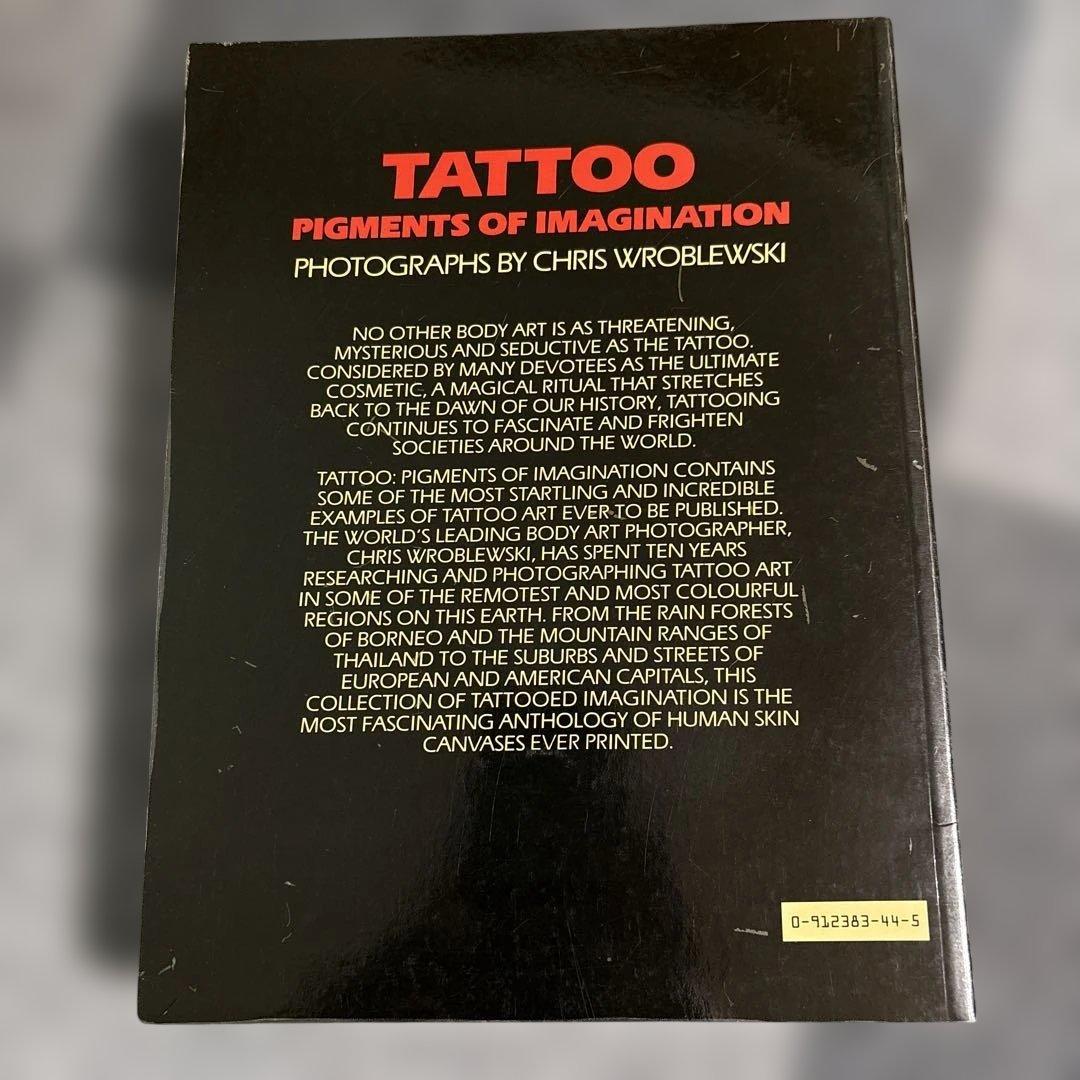 TATTOO
PIGMENTS OF IMAGINATION
PHOTOGRAPHS BY CHRIS WROBLEWSKI
NO OTHER BODY ART IS AS THREATENING,
MYSTERIOUS AND SEDUCTIVE AS THE TATTOO.
CONSIDERED BY MANY DEVOTEES AS THE ULTIMATE
COSMETIC, A MAGICAL RITUAL THAT STRETCHES
BACK TO THE DAWN OF OUR HISTORY, TATTOOING
CONTINUES TO FASCINATE AND FRIGHTEN
SOCIETIES AROUND THE WORLD.
TATTOO: PIGMENTS OF IMAGINATION CONTAINS
SOME OF THE MOST STARTLING AND INCREDIBLE
EXAMPLES OF TATTOO ART EVER TO BE PUBLISHED.
THE WORLD'S LEADING BODY ART PHOTOGRAPHER,
CHRIS WROBLEWSKI, HAS SPENT TEN YEARS
RESEARCHING AND PHOTOGRAPHING TATTOO ART
IN SOME OF THE REMOTEST AND MOST COLOURFUL
REGIONS ON THIS EARTH. FROM THE RAIN FORESTS
OF BORNEO AND THE MOUNTAIN RANGES OF
THAILAND TO THE SUBURBS AND STREETS OF
EUROPEAN AND AMERICAN CAPITALS, THIS
COLLECTION OF TATTOOED IMAGINATION IS THE
MOST FASCINATING ANTHOLOGY OF HUMAN SKIN
CANVASES EVER PRINTED.
0-912383-44-5